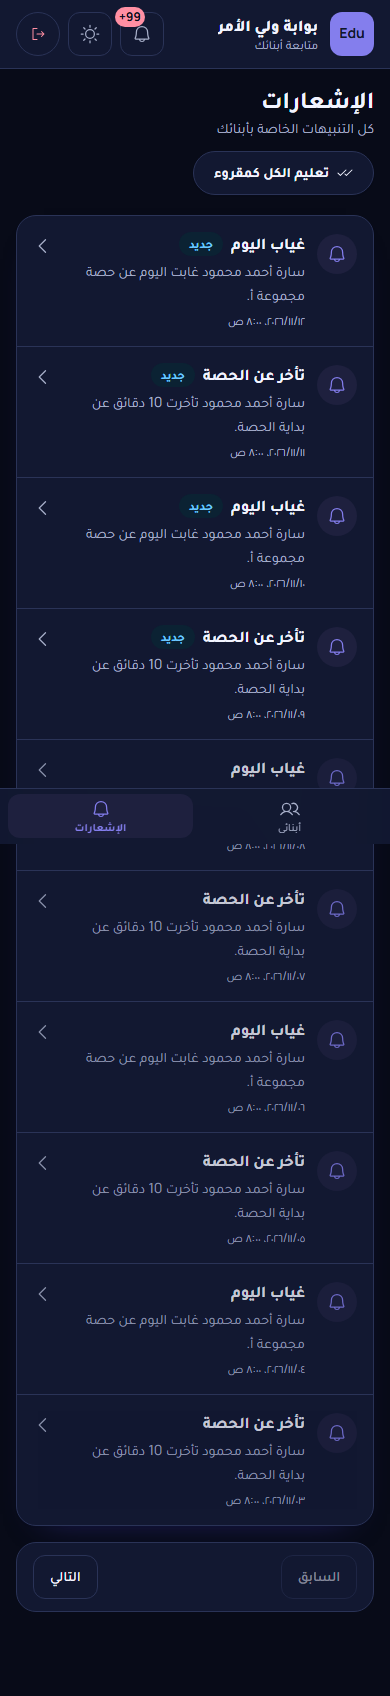 Edu
بوابة ولي الأمر
متابعة أبنائك
+99
الإشعارات
كل التنبيهات الخاصة بأبنائك
تعليم الكل كمقروء
غياب اليوم جديد
سارة أحمد محمود غابت اليوم عن حصة
مجموعة أ.
٢٠٢٦/١١/١٢، ٨:٠٠ ص
تأخر عن الحصة جديد
سارة أحمد محمود تأخرت 10 دقائق عن
بداية الحصة.
٢٠٢٦/١١/١١، ٨:٠٠ ص
غياب اليوم جديد
سارة أحمد محمود غابت اليوم عن حصة
مجموعة أ.
٢٠٢٦/١١/١٠، ٨:٠٠ ص
تأخر عن الحصة جديد
سارة أحمد محمود تأخرت 10 دقائق عن
بداية الحصة.
٢٠٢٦/١١/٠٩، ٨:٠٠ ص
غياب اليوم
أبنائي
الإشعارات
٢٠٢٦/١١/٠٨، ٨:٠٠ ص
تأخر عن الحصة
سارة أحمد محمود تأخرت 10 دقائق عن
بداية الحصة.
٢٠٢٦/١١/٠٧، ٨:٠٠ ص
غياب اليوم
سارة أحمد محمود غابت اليوم عن حصة
مجموعة أ.
٢٠٢٦/١١/٠٦، ٨:٠٠ ص
تأخر عن الحصة
سارة أحمد محمود تأخرت 10 دقائق عن
بداية الحصة.
٢٠٢٦/١١/٠٥، ٨:٠٠ ص
غياب اليوم
سارة أحمد محمود غابت اليوم عن حصة
مجموعة أ.
٢٠٢٦/١١/٠٤، ٨:٠٠ ص
تأخر عن الحصة
سارة أحمد محمود تأخرت 10 دقائق عن
بداية الحصة.
٢٠٢٦/١١/٠٣، ٨:٠٠ ص
السابق
التالي